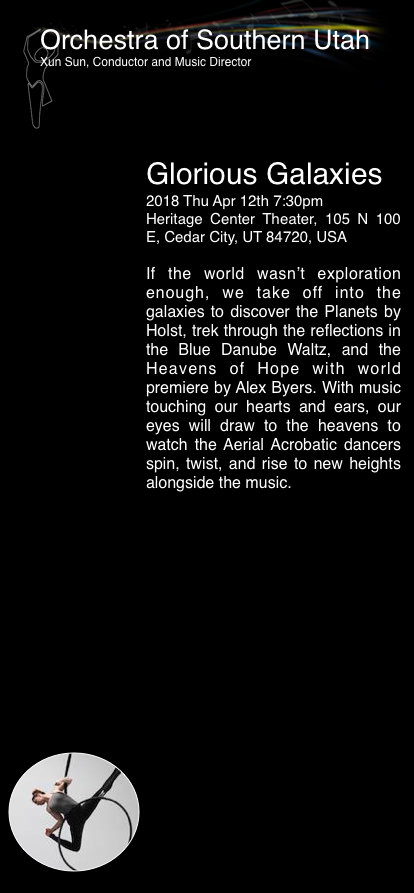 Orchestra of Southern Utah
Xun Sun, Conductor and Music Director
Glorious Galaxies
2018 Thu Apr 12th 7:30pm
Heritage Center Theater, 105 N 100
E, Cedar City, UT 84720, USA
If the world wasn't exploration
enough, we take off into the
galaxies to discover the Planets by
Holst, trek through the reflections in
the Blue Danube Waltz, and the
Heavens of Hope with world
premiere by Alex Byers. With music
touching our hearts and ears, our
eyes will draw to the heavens to
watch the Aerial Acrobatic dancers
spin, twist, and rise to new heights
alongside the music.